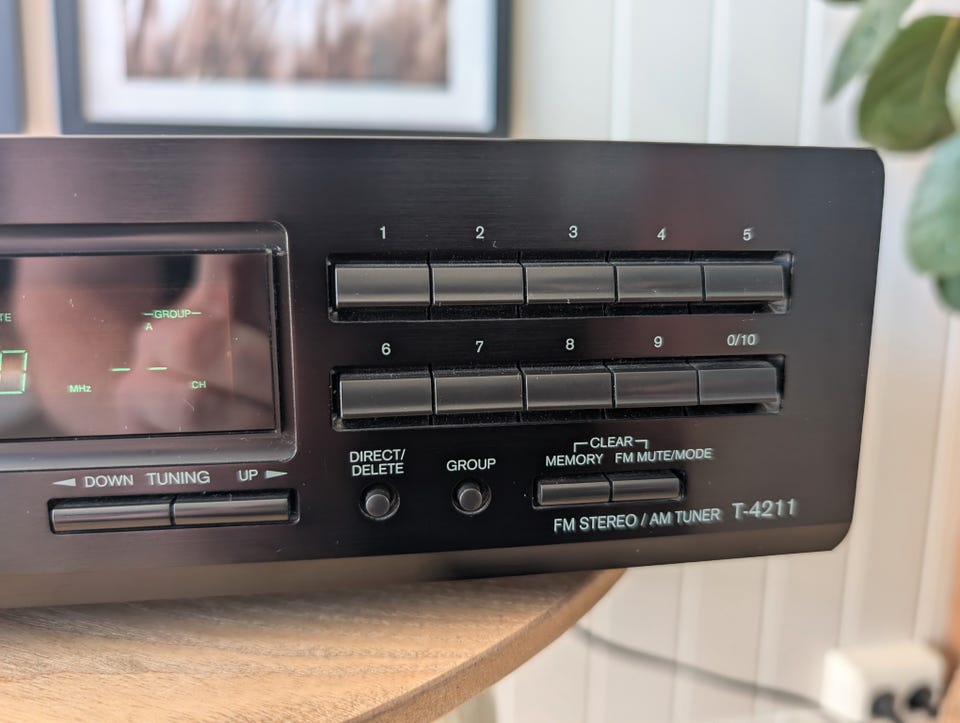 1 2 3 4 5
6 7 8 9 0/10
GROUP
A
MHz
CH
DOWN TUNING UP
DIRECT/
DELETE
GROUP
CLEAR
MEMORY FM MUTE/MODE
FM STEREO / AM TUNER T-4211